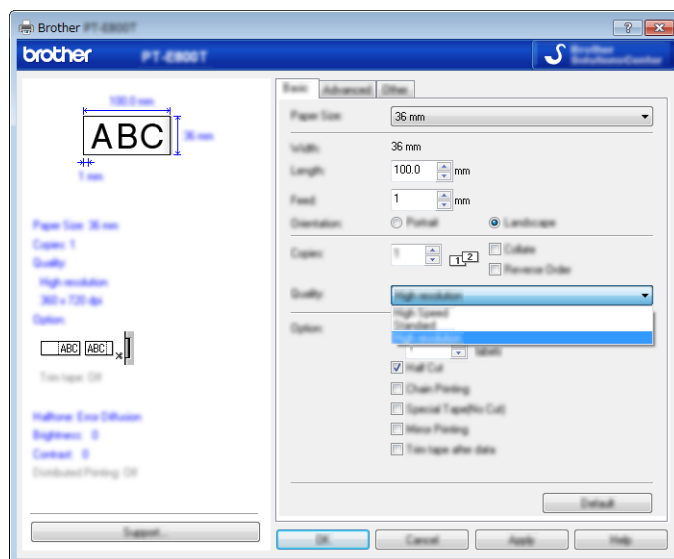 Brother PT-E800T
brother PT-E800T
Brother
SolutionsCenter
100.0 mm
ABC
36 mm
1 mm
Paper Size: 36 mm
Copies: 1
Quality:
High resolution
360 x 720 dpi
Option:
ABC ABC
Trim tape: Off
Halftone: Error Diffusion
Brightness: 0
Contrast: 0
Distributed Printing: Off
Support...
Basic Advanced Other
Paper Size: 36 mm
Width: 36 mm
Length: 100.0 mm
Feed: 1 mm
Orientation: Portrait Landscape
Copies: 1 1 2 Collate
Reverse Order
Quality: High resolution
High Speed
Standard
High resolution
Option:
labels
Half Cut
Chain Printing
Special Tape(No Cut)
Mirror Printing
Trim tape after data
Default
OK Cancel Apply Help